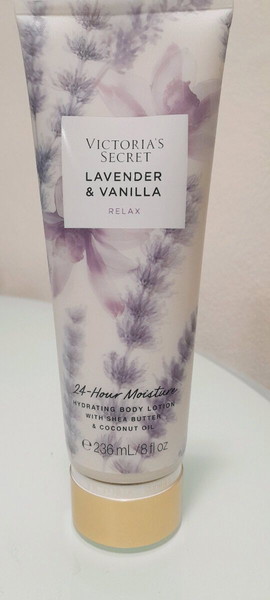 VICTORIA'S
SECRET
LAVENDER
& VANILLA
RELAX
24-Hour Moisture
HYDRATING BODY LOTION
WITH SHEA BUTTER
& COCONUT OIL
℮ 236 mL/8 fl oz